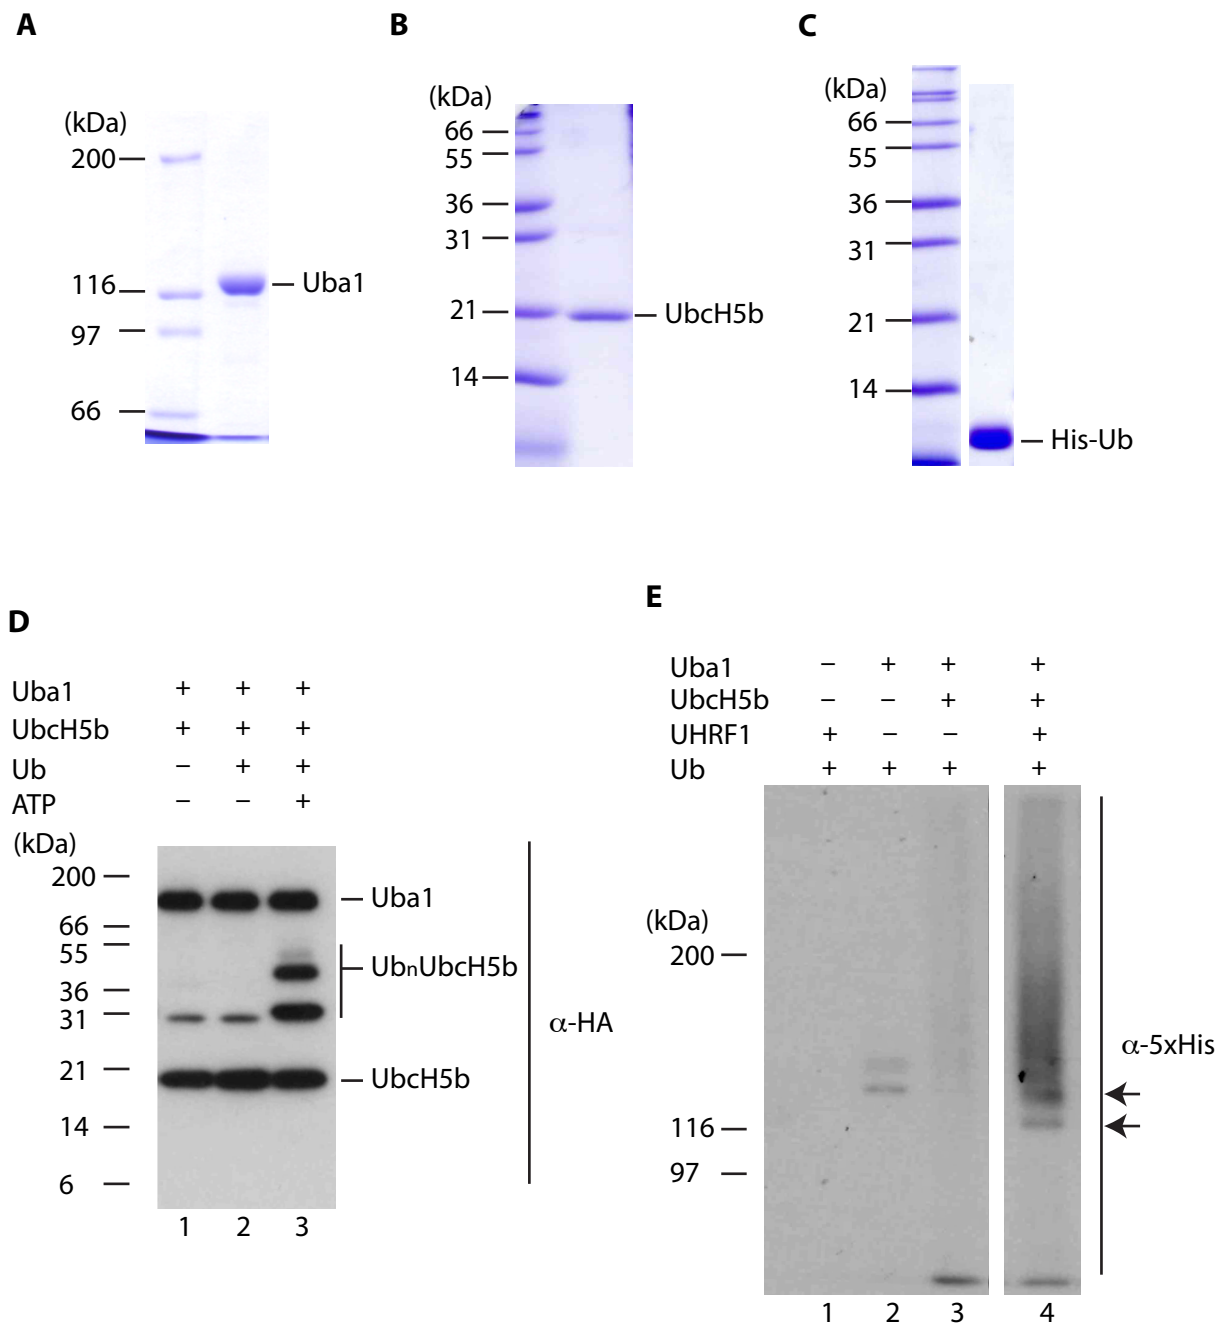 A
(kDa)
200
116
97
66
Uba1
B
(kDa)
66
55
36
31
21
14
UbcH5b
C
(kDa)
66
55
36
31
21
14
His-Ub
D
Uba1 + + +
UbcH5b + + +
Ub – + +
ATP – – +
(kDa)
200
66
55
36
31
21
14
6
Uba1
UbnUbcH5b
UbcH5b
α-HA
1 2 3
E
Uba1 – + + +
UbcH5b – – + +
UHRF1 + – – +
Ub + + + +
(kDa)
200
116
97
α-5xHis
1 2 3 4